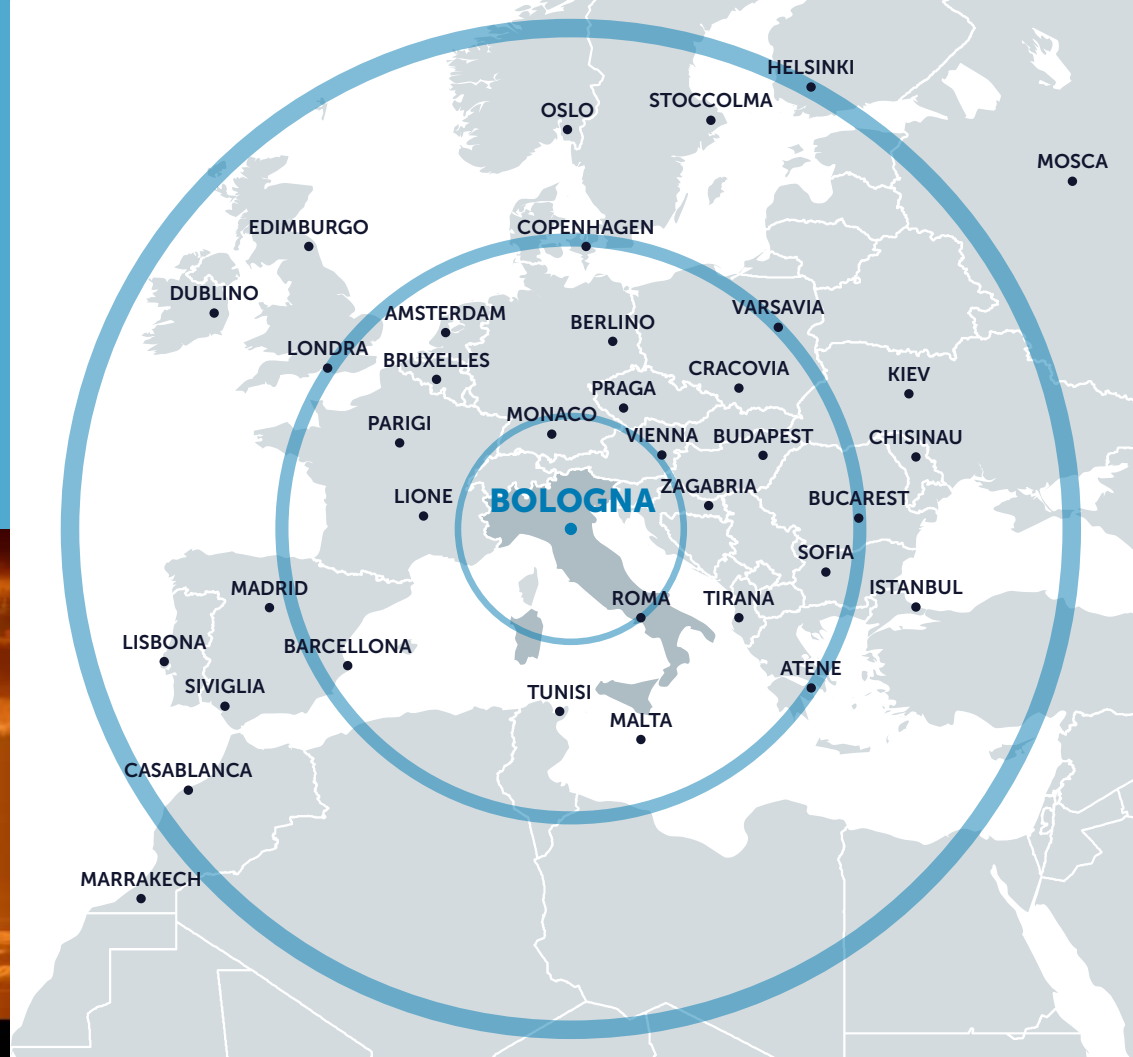 HELSINKI
STOCCOLMA
OSLO
MOSCA
EDIMBURGO
COPENHAGEN
DUBLINO
AMSTERDAM
VARSAVIA
BERLINO
LONDRA
BRUXELLES
CRACOVIA
KIEV
PRAGA
MONACO
PARIGI
VIENNA
BUDAPEST
CHISINAU
ZAGABRIA
LIONE
BOLOGNA
BUCAREST
SOFIA
MADRID
ISTANBUL
ROMA
TIRANA
LISBONA
BARCELLONA
ATENE
SIVIGLIA
TUNISI
MALTA
CASABLANCA
MARRAKECH